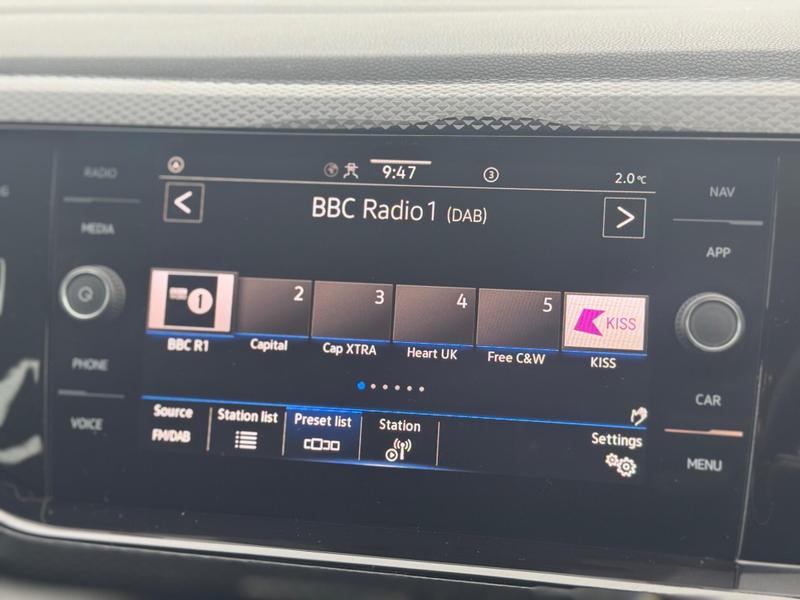 RADIO
MEDIA
PHONE
VOICE
9:47
3
2.0°C
< BBC Radio 1 (DAB) >
1
2
3
4
5
KISS
BBC R1
Capital
Cap XTRA
Heart UK
Free C&W
KISS
Source
FM/DAB
Station list
Preset list
Station
Settings
NAV
APP
CAR
MENU